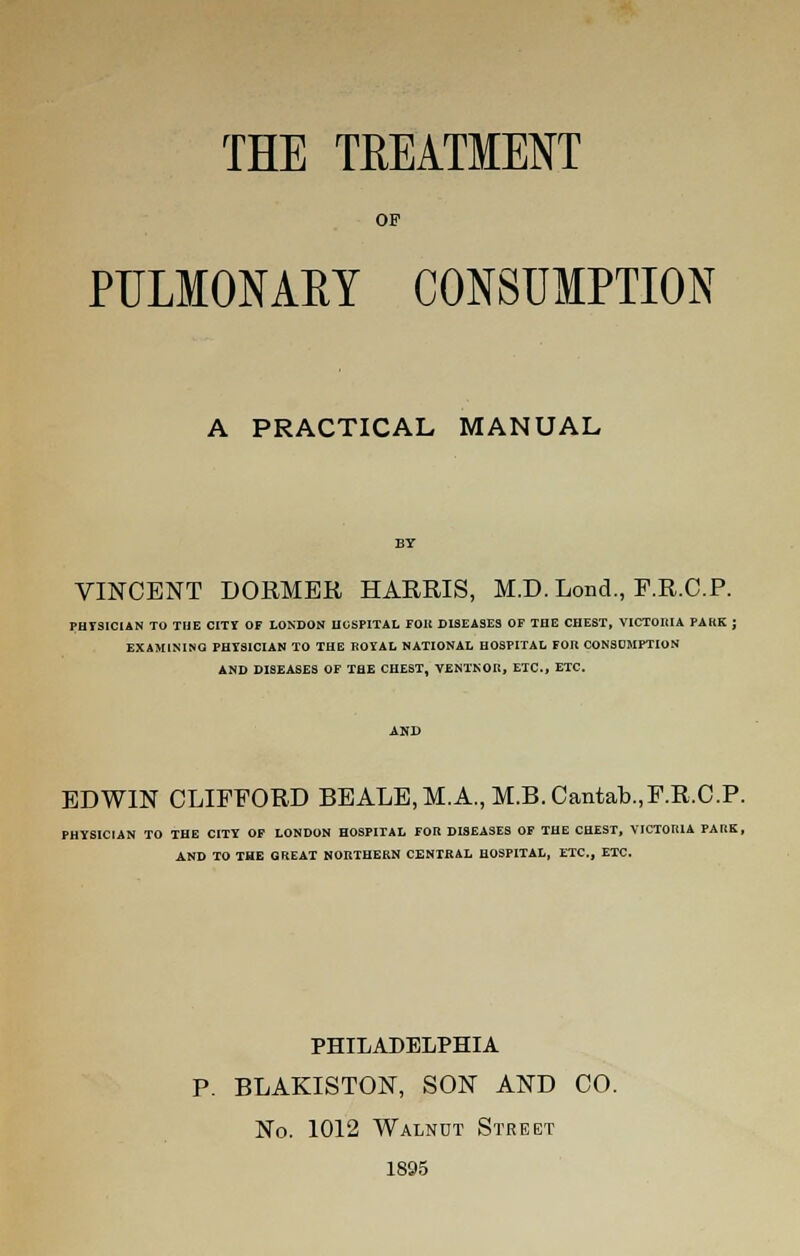 THE TREATMENT
OF
PULMONARY CONSUMPTION
A PRACTICAL MANUAL
BY
VINCENT DORMER HARRIS, M.D. Lond., F.R.C.P.
PHYSICIAN TO THE CITY OF LONDON HOSPITAL FOR DISEASES OF THE CHEST, VICTORIA PARK ;
EXAMINING PHYSICIAN TO THE ROYAL NATIONAL HOSPITAL FOR CONSUMPTION
AND DISEASES OF THE CHEST, VENTNOR, ETC., ETC.
AND
EDWIN CLIFFORD BEALE, M.A., M.B. Cantab., F.R.C.P.
PHYSICIAN TO THE CITY OF LONDON HOSPITAL FOR DISEASES OF THE CHEST, VICTORIA PARK,
AND TO THE GREAT NORTHERN CENTRAL HOSPITAL, ETC., ETC.
PHILADELPHIA
P. BLAKISTON, SON AND CO.
No. 1012 WALNUT STREET
1895